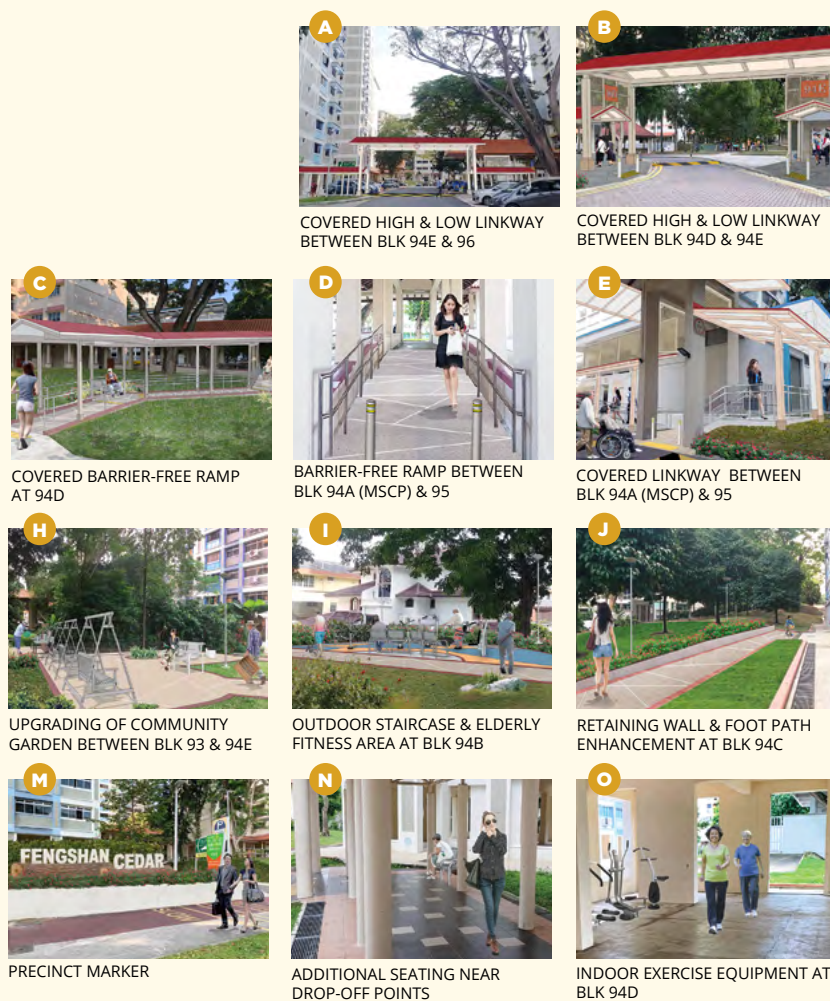 A
B
COVERED HIGH & LOW LINKWAY
BETWEEN BLK 94E & 96
COVERED HIGH & LOW LINKWAY
BETWEEN BLK 94D & 94E
C
D
E
COVERED BARRIER-FREE RAMP
AT 94D
BARRIER-FREE RAMP BETWEEN
BLK 94A (MSCP) & 95
COVERED LINKWAY BETWEEN
BLK 94A (MSCP) & 95
H
I
J
UPGRADING OF COMMUNITY
GARDEN BETWEEN BLK 93 & 94E
OUTDOOR STAIRCASE & ELDERLY
FITNESS AREA AT BLK 94B
RETAINING WALL & FOOT PATH
ENHANCEMENT AT BLK 94C
M
FENGSHAN CEDAR
SLOW
N
O
PRECINCT MARKER
ADDITIONAL SEATING NEAR
DROP-OFF POINTS
INDOOR EXERCISE EQUIPMENT AT
BLK 94D